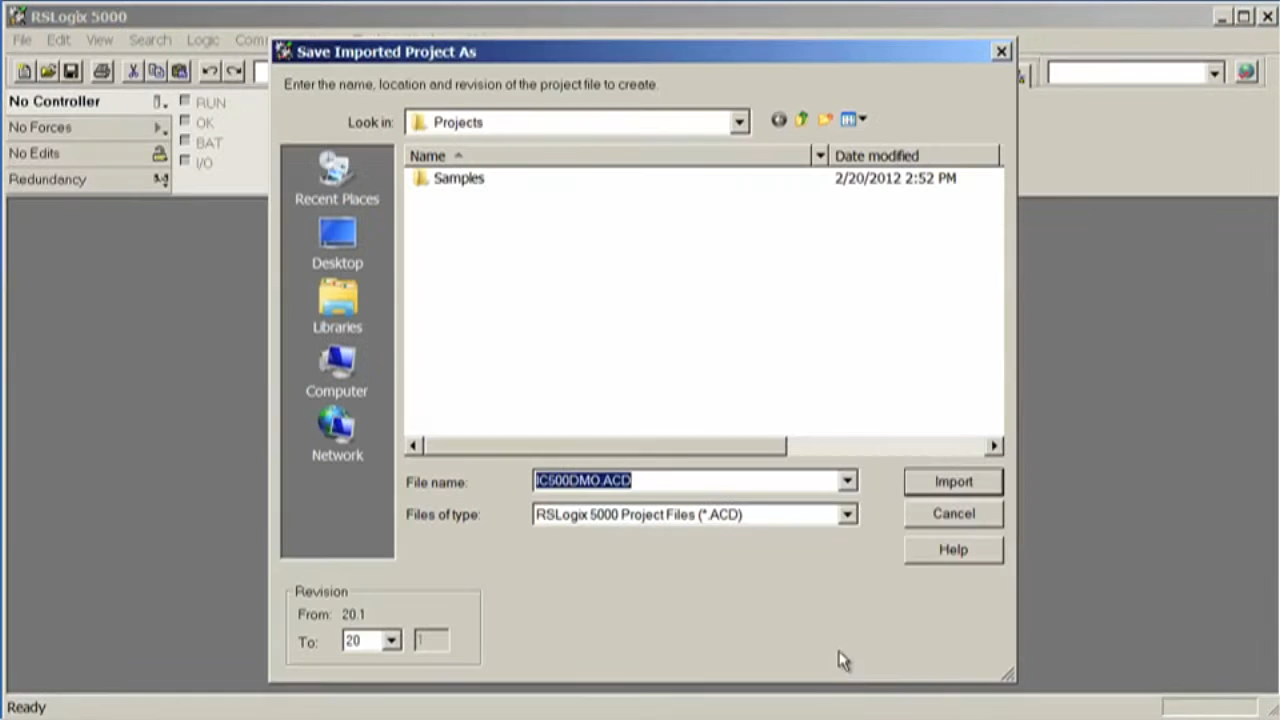 RSLogix 5000
File Edit View Search Logic Com
Save Imported Project As
Enter the name, location and revision of the project file to create.
No Controller
RUN
No Forces
OK
No Edits
BAT
Redundancy
I/O
Look in:
Projects
Name
Date modified
Samples
2/20/2012 2:52 PM
Recent Places
Desktop
Libraries
Computer
Network
File name:
IC500DMO.ACD
Import
Files of type:
RSLogix 5000 Project Files (*.ACD)
Cancel
Help
Revision
From: 20.1
To: 20 1
Ready